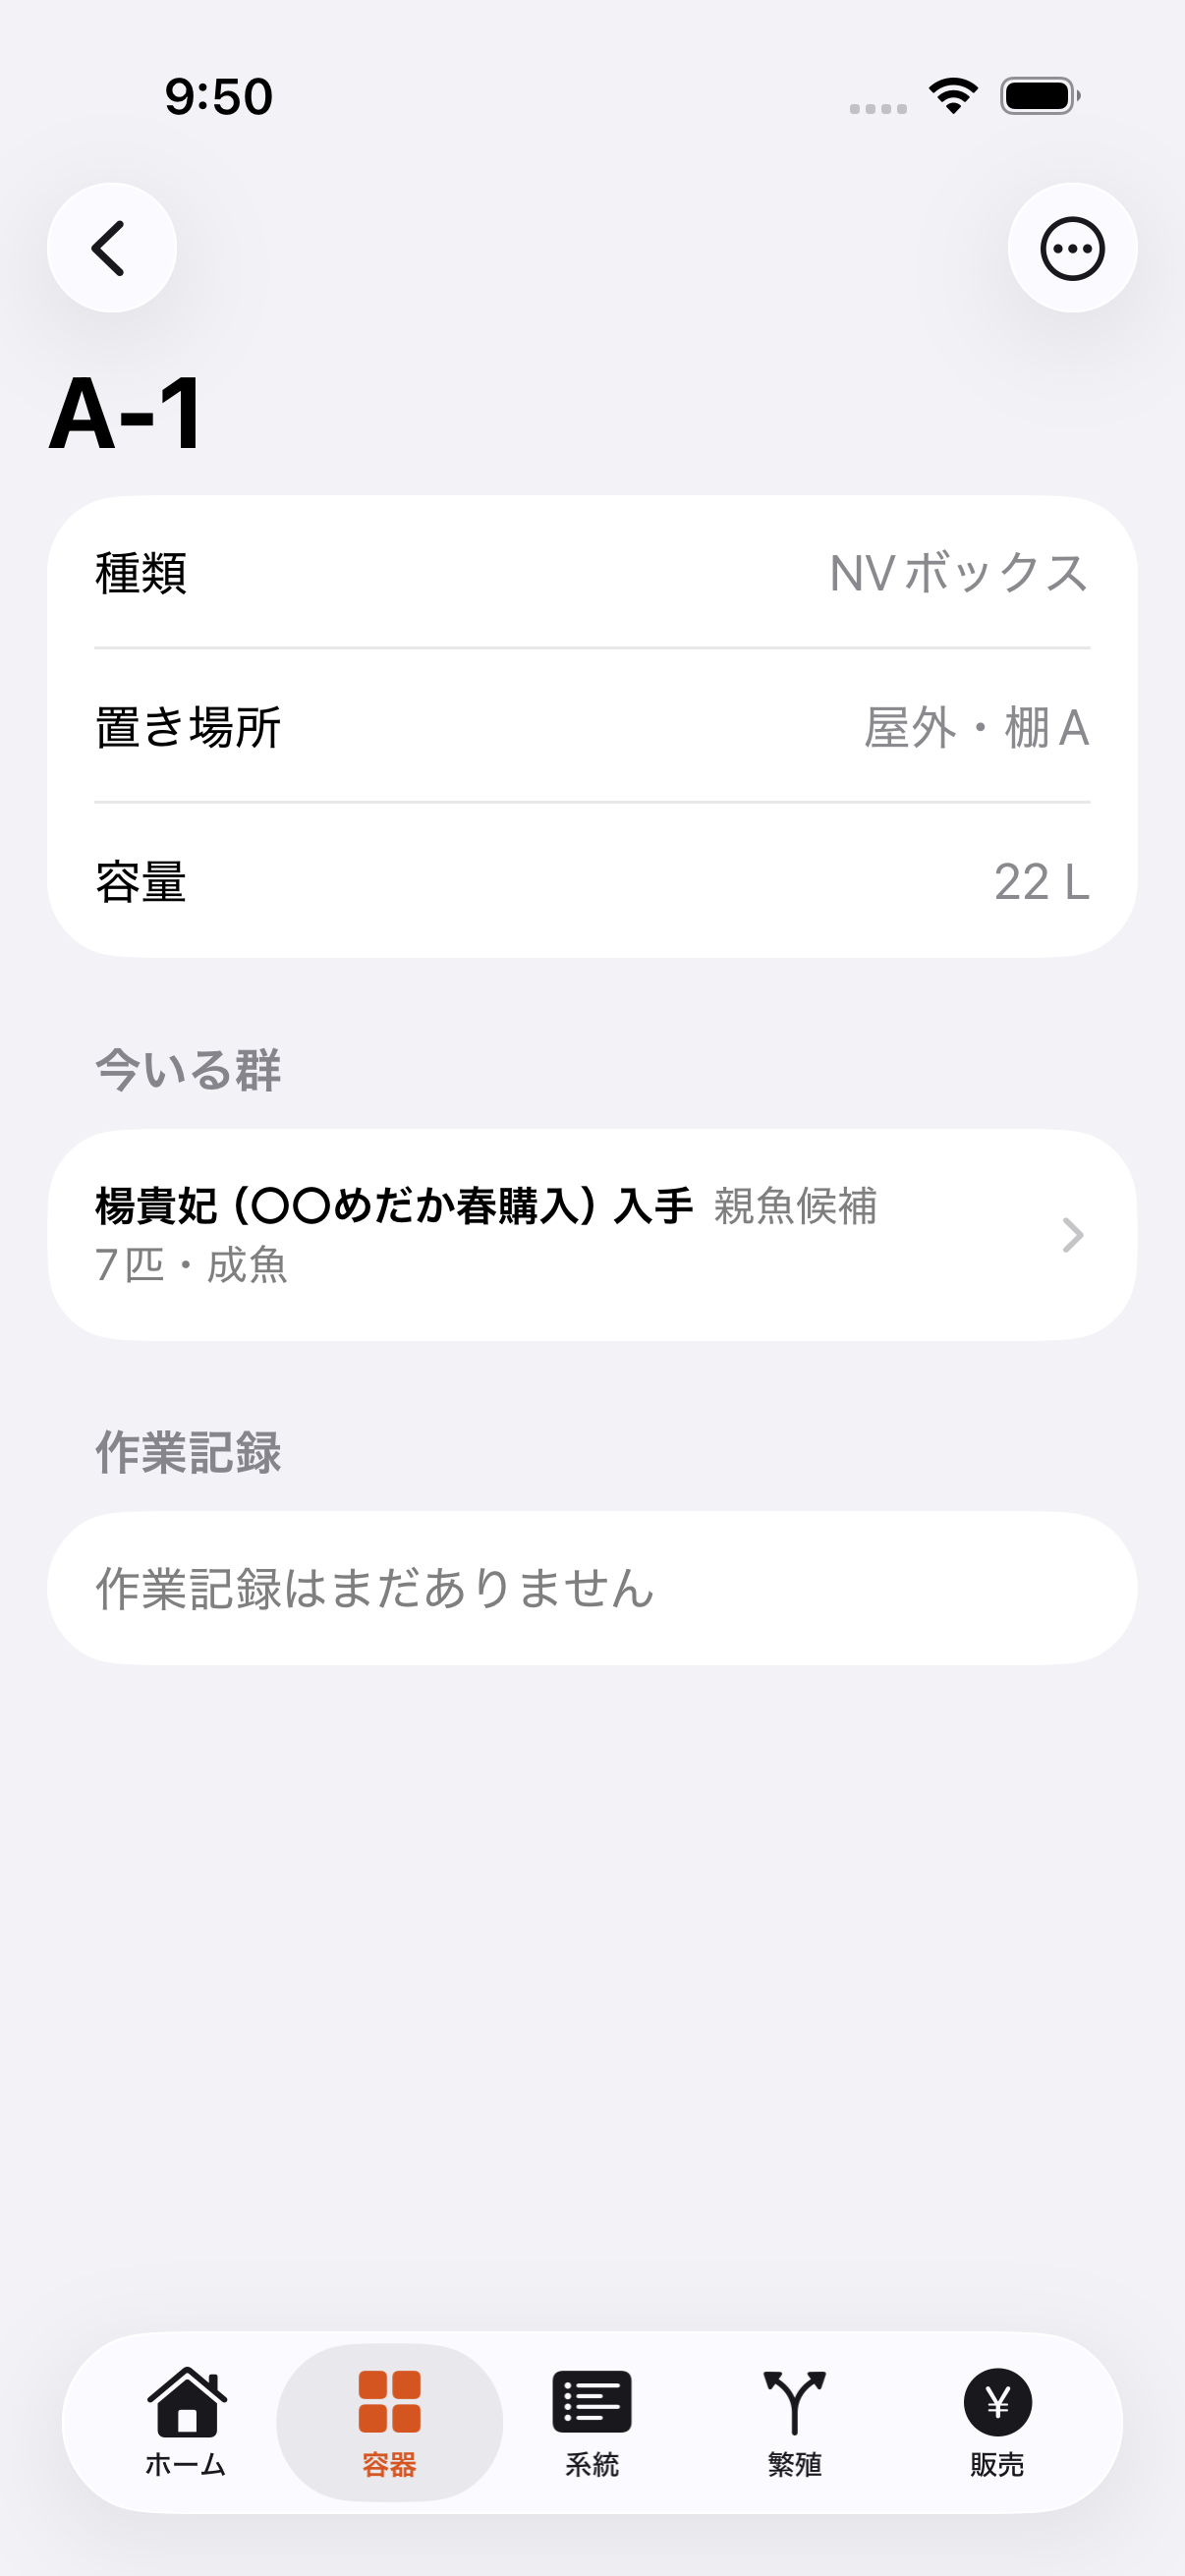 9:50
A-1
種類
NVボックス
置き場所
屋外・棚A
容量
22 L
今いる群
楊貴妃（〇〇めだか春購入）入手 親魚候補
7匹・成魚
作業記録
作業記録はまだありません
ホーム
容器
系統
繁殖
¥
販売